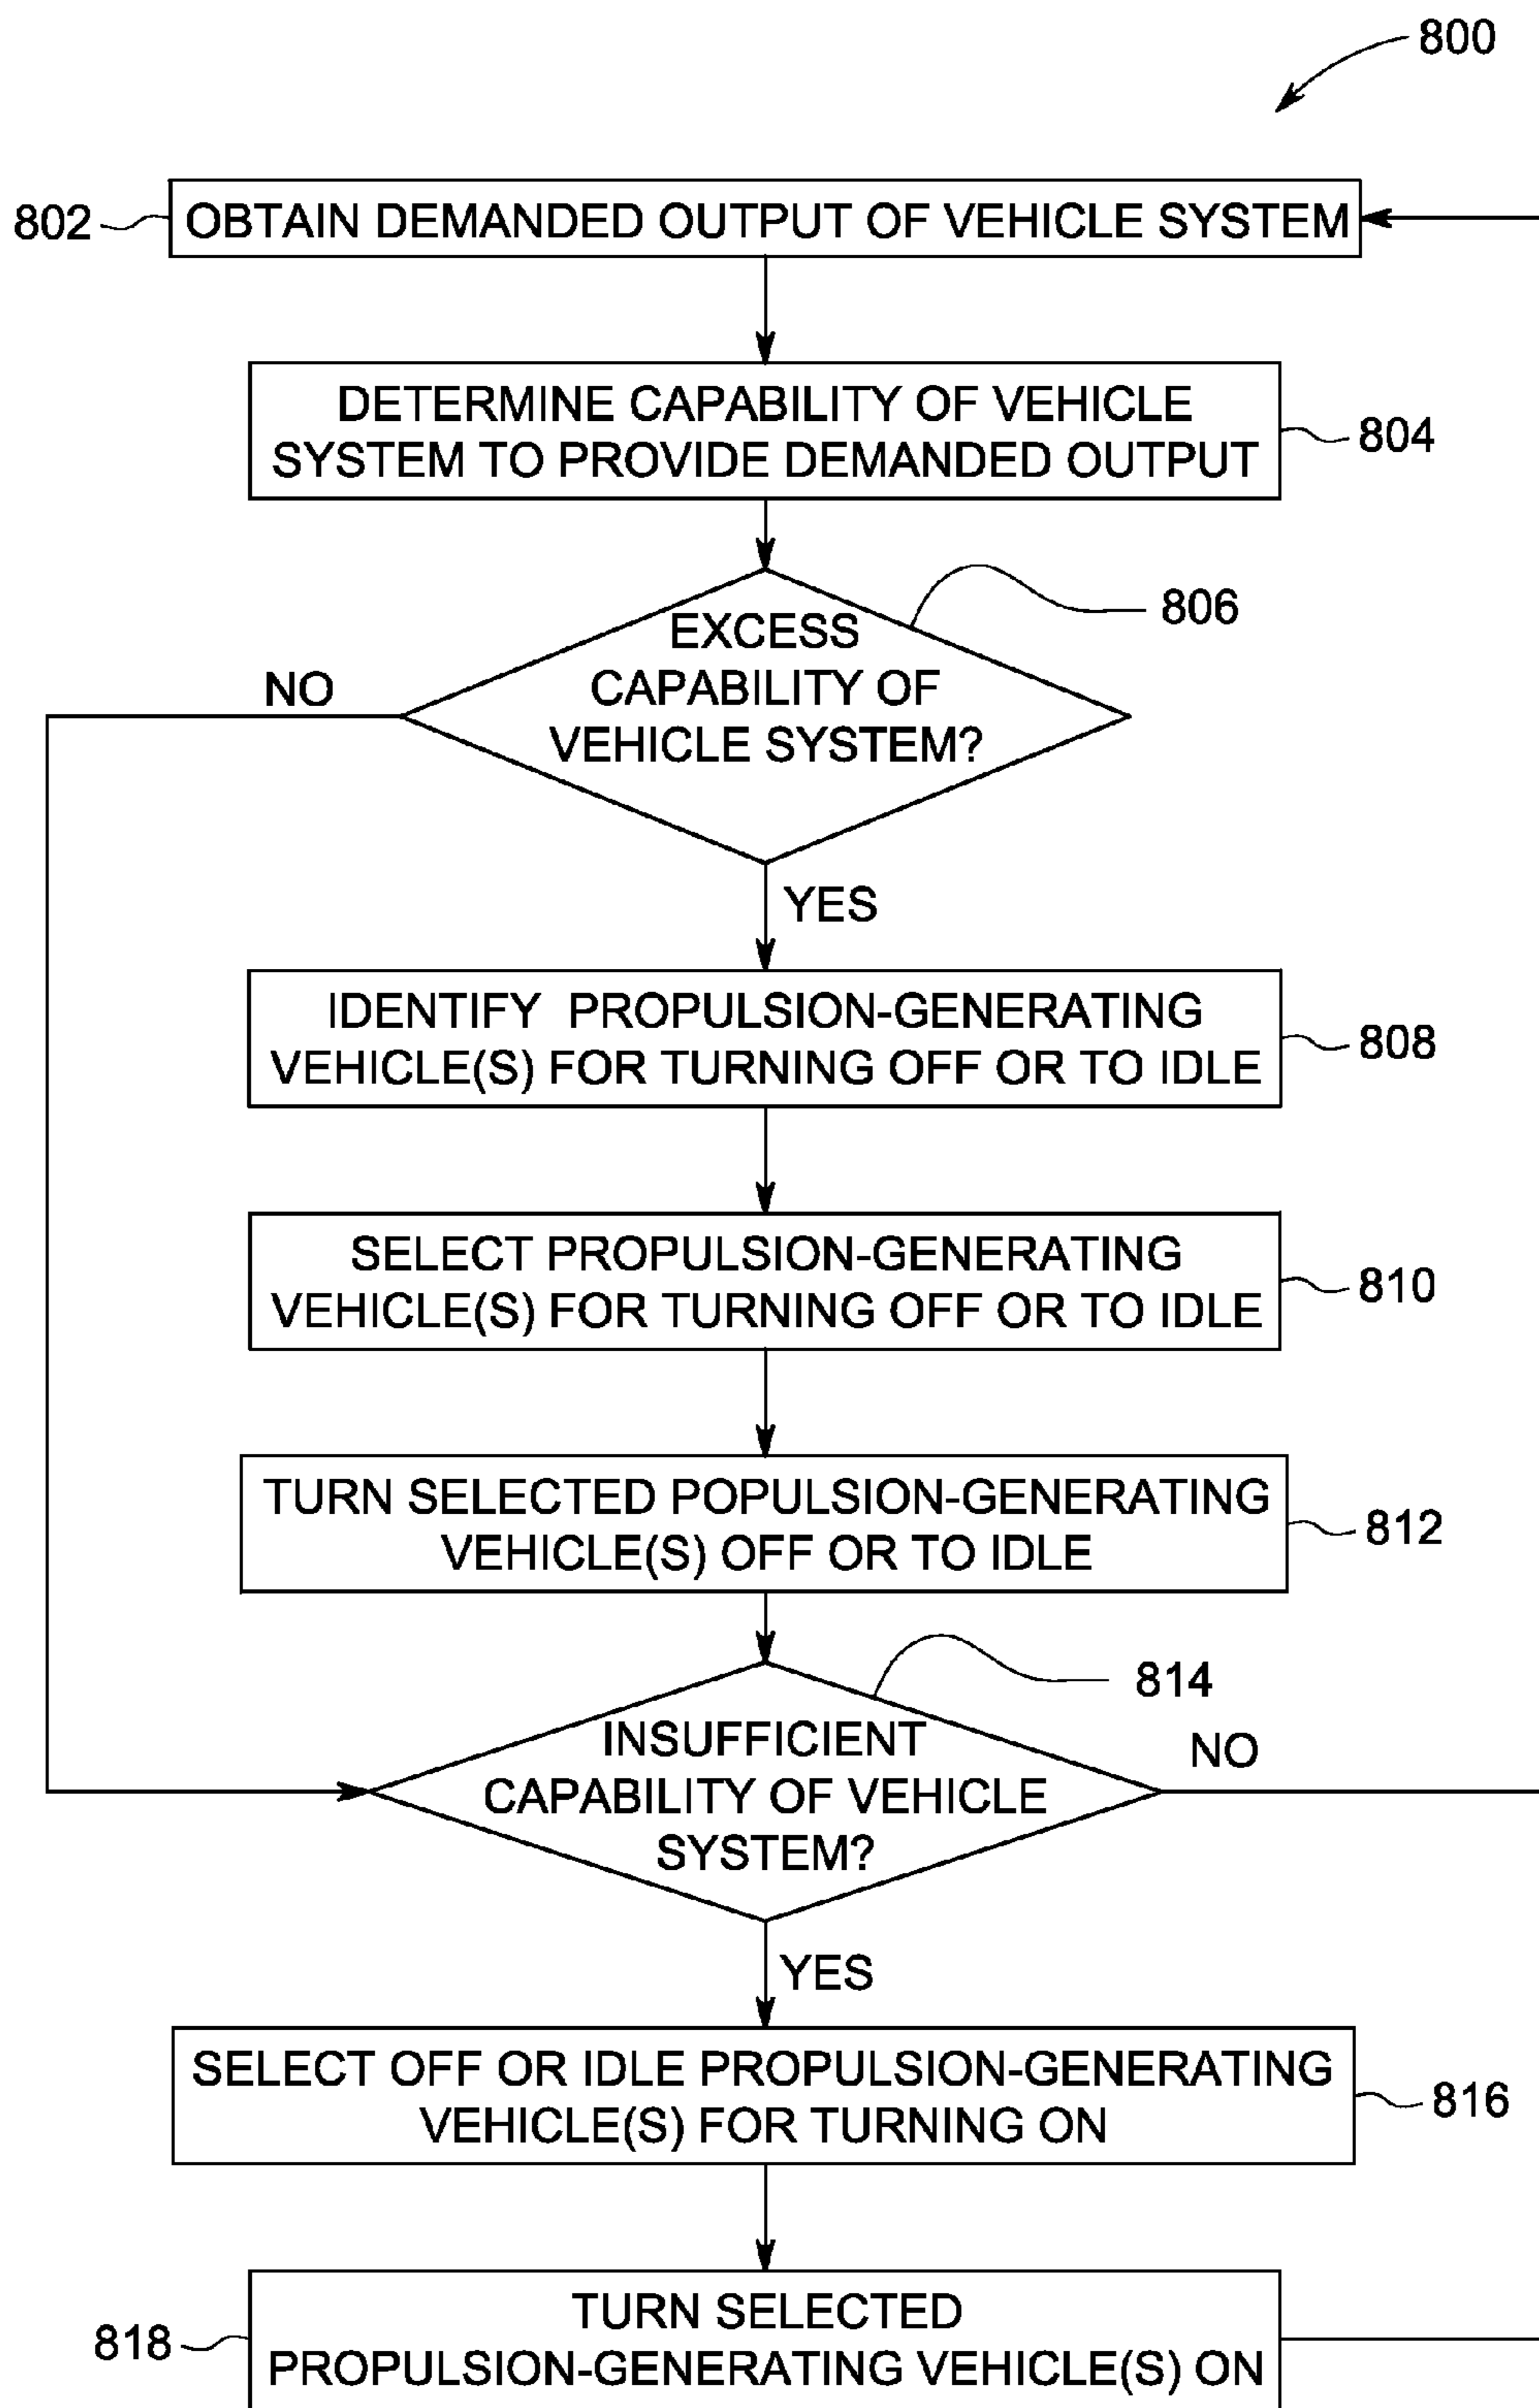 800
802
OBTAIN DEMANDED OUTPUT OF VEHICLE SYSTEM
DETERMINE CAPABILITY OF VEHICLE
SYSTEM TO PROVIDE DEMANDED OUTPUT
804
806
EXCESS
CAPABILITY OF
VEHICLE SYSTEM?
NO
YES
IDENTIFY PROPULSION-GENERATING
VEHICLE(S) FOR TURNING OFF OR TO IDLE
808
SELECT PROPULSION-GENERATING
VEHICLE(S) FOR TURNING OFF OR TO IDLE
810
TURN SELECTED POPULSION-GENERATING
VEHICLE(S) OFF OR TO IDLE
812
814
INSUFFICIENT
CAPABILITY OF VEHICLE
SYSTEM?
NO
YES
SELECT OFF OR IDLE PROPULSION-GENERATING
VEHICLE(S) FOR TURNING ON
816
818
TURN SELECTED
PROPULSION-GENERATING VEHICLE(S) ON